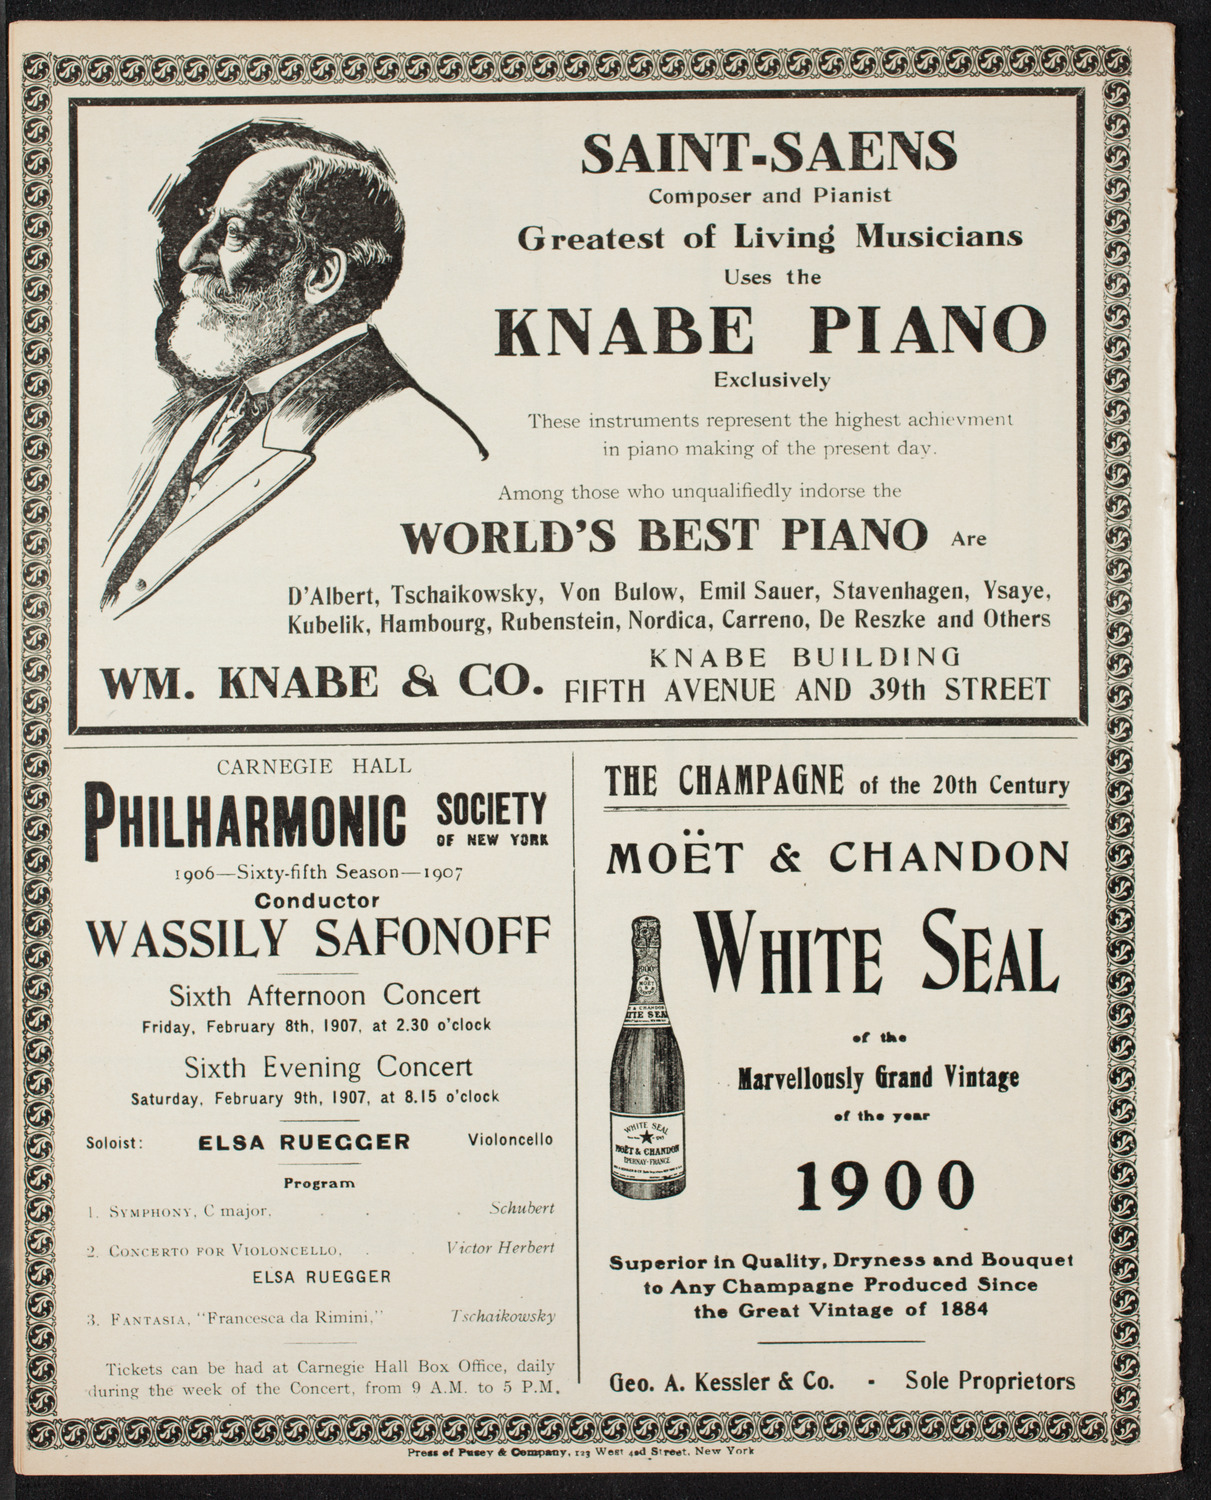 SAINT-SAENS
Composer and Pianist
Greatest of Living Musicians
Uses the
KNABE PIANO
Exclusively
These instruments represent the highest achievment
in piano making of the present day.
Among those who unqualifiedly indorse the
WORLD'S BEST PIANO Are
D'Albert, Tschaikowsky, Von Bulow, Emil Sauer, Stavenhagen, Ysaye,
Kubelik, Hambourg, Rubenstein, Nordica, Carreno, De Reszke and Others
WM. KNABE & CO.
KNABE BUILDING
FIFTH AVENUE AND 39th STREET
CARNEGIE HALL
PHILHARMONIC SOCIETY
OF NEW YORK
1906—Sixty-fifth Season—1907
Conductor
WASSILY SAFONOFF
Sixth Afternoon Concert
Friday, February 8th, 1907, at 2.30 o'clock
Sixth Evening Concert
Saturday, February 9th, 1907, at 8.15 o'clock
Soloist: ELSA RUEGGER Violoncello
Program
1. SYMPHONY, C major, . . . Schubert
2. CONCERTO FOR VIOLONCELLO, . . Victor Herbert
ELSA RUEGGER
3. FANTASIA, "Francesca da Rimini," Tschaikowsky
Tickets can be had at Carnegie Hall Box Office, daily
during the week of the Concert, from 9 A.M. to 5 P.M.
THE CHAMPAGNE of the 20th Century
MOËT & CHANDON
WHITE SEAL
of the
Marvellously Grand Vintage
of the year
1900
WHITE SEAL
MOËT & CHANDON
EPERNAY-FRANCE
Superior in Quality, Dryness and Bouquet
to Any Champagne Produced Since
the Great Vintage of 1884
Geo. A. Kessler & Co. - Sole Proprietors
Press of Pusey & Company, 123 West 42d Street, New York